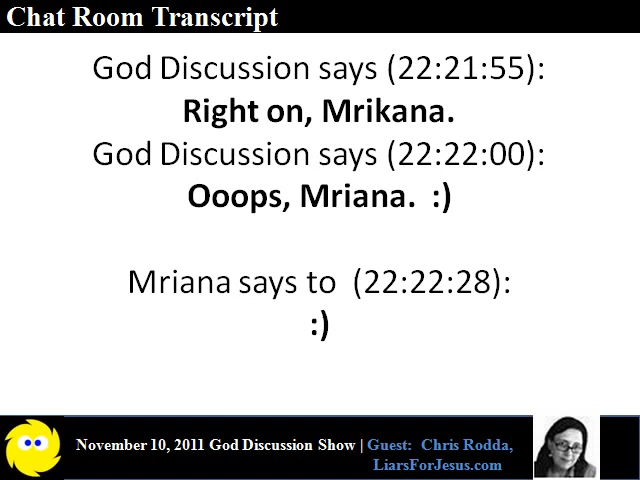 Chat Room Transcript
God Discussion says (22:21:55):
Right on, Mrikana.
God Discussion says (22:22:00):
Ooops, Mriana.  :)
Mriana says to  (22:22:28):
:)
November 10, 2011 God Discussion Show | Guest:  Chris Rodda,
LiarsForJesus.com